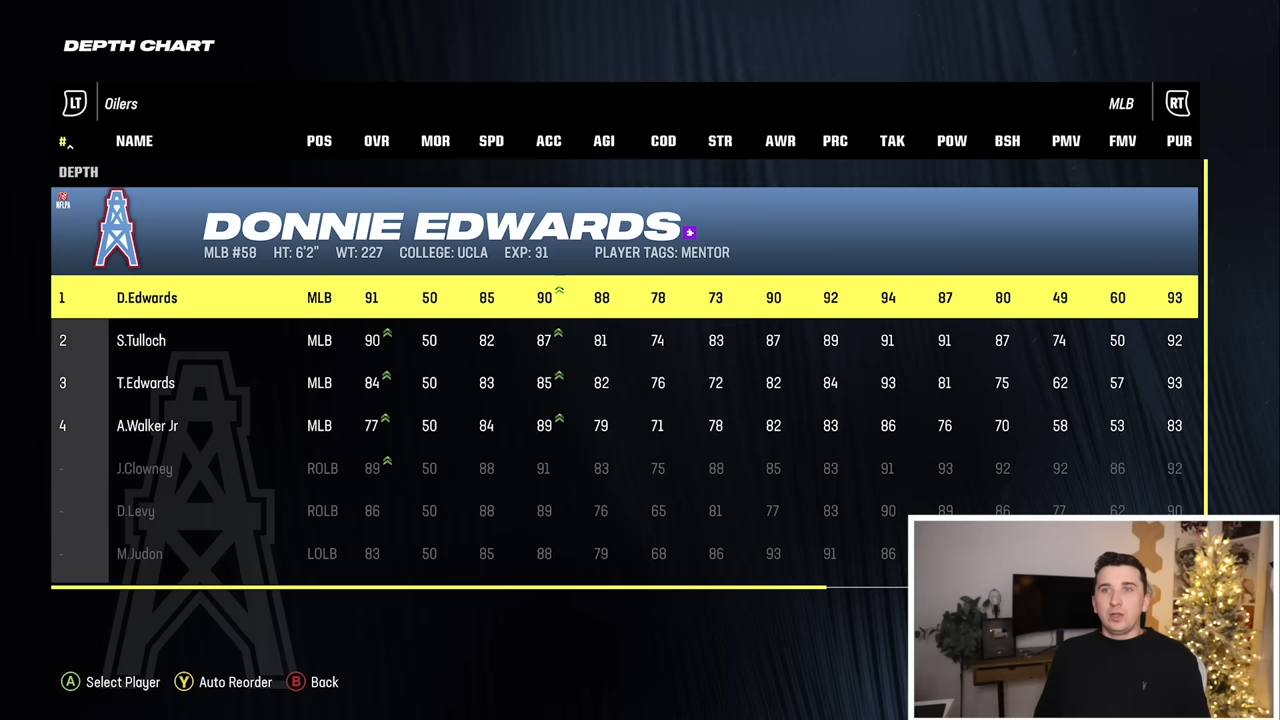 DEPTH CHART
LT Oilers MLB RT
# NAME POS OVR MOR SPD ACC AGI COD STR AWR PRC TAK POW BSH PMV FMV PUR
DEPTH
NFLPA
DONNIE EDWARDS
MLB #58 HT: 6'2" WT: 227 COLLEGE: UCLA EXP: 31 PLAYER TAGS: MENTOR
1 D.Edwards MLB 91 50 85 90 88 78 73 90 92 94 87 80 49 60 93
2 S.Tulloch MLB 90 50 82 87 81 74 83 87 89 91 91 87 74 50 92
3 T.Edwards MLB 84 50 83 85 82 76 72 82 84 93 81 75 62 57 93
4 A.Walker Jr MLB 77 50 84 89 79 71 78 82 83 86 76 70 58 53 83
- J.Clowney ROLB 89 50 88 91 83 75 88 85 83 91 93 92 92 86 92
- D.Levy ROLB 86 50 88 89 76 65 81 77 83 90 89 86 77 62 90
- M.Judon LOLB 83 50 85 88 79 68 86 93 91 86
A Select Player Y Auto Reorder B Back